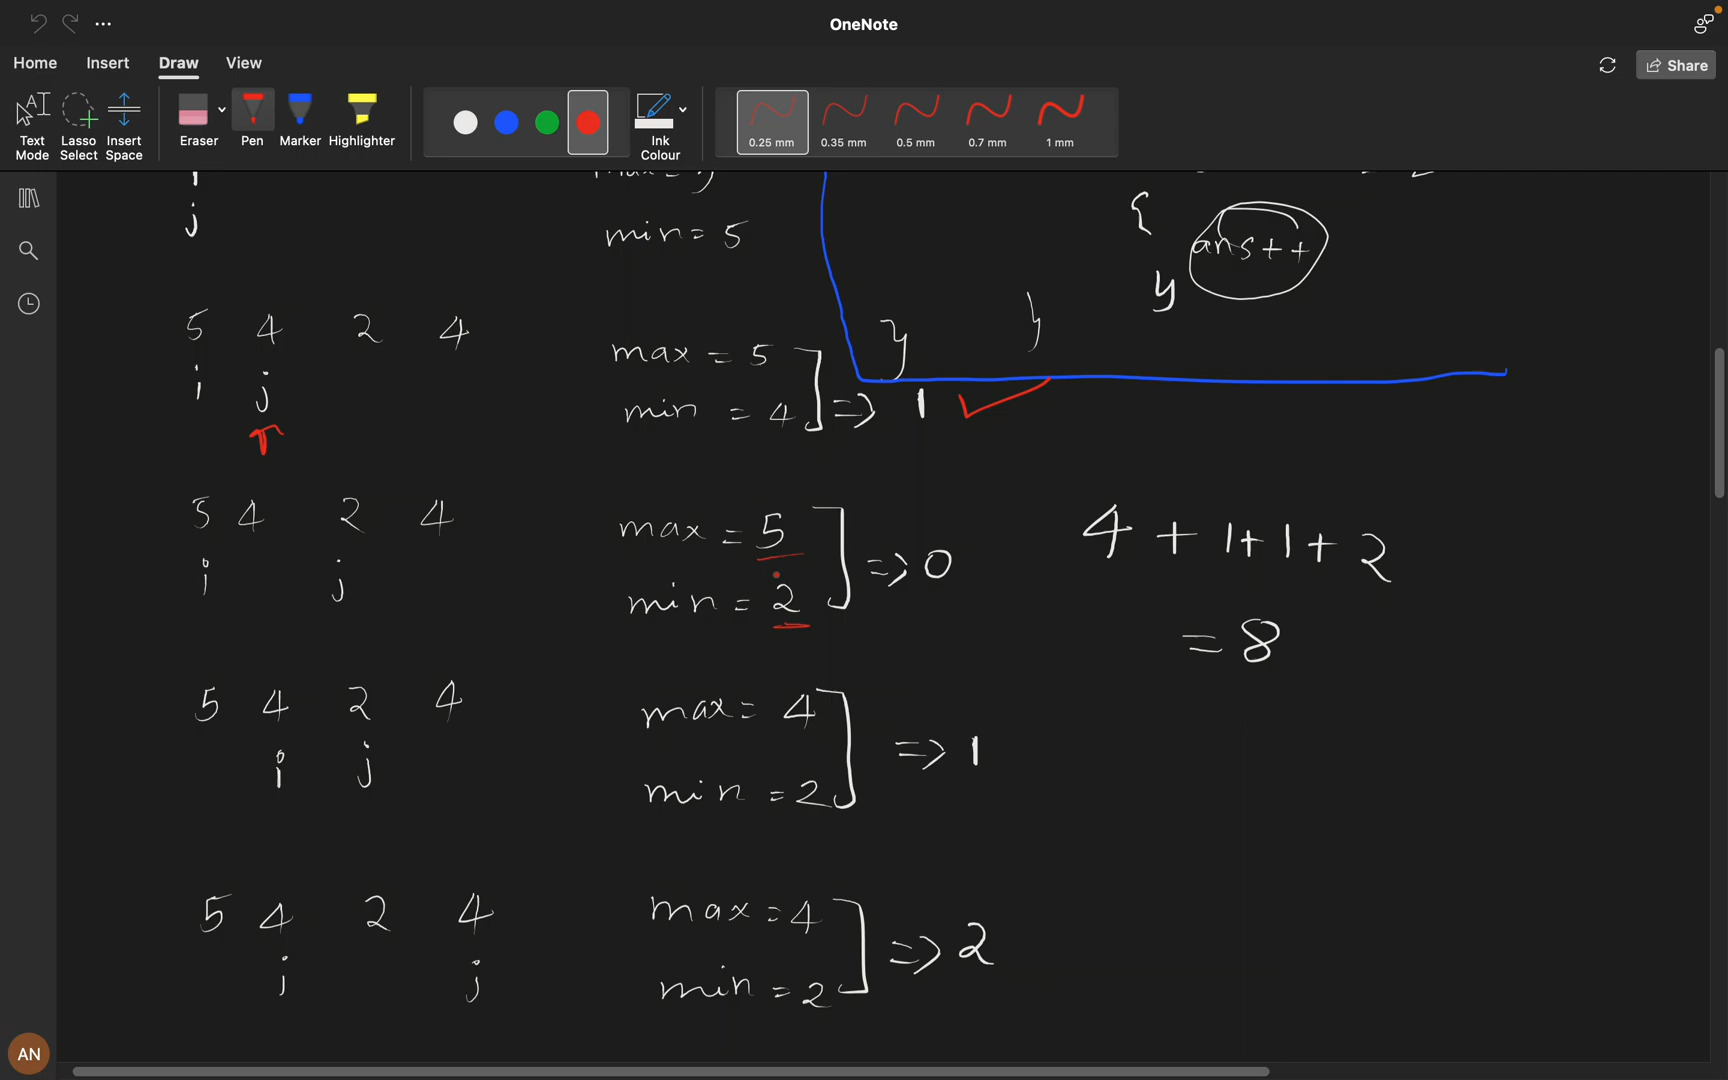 OneNote
Home Insert Draw View
Share
Text Mode
Lasso Select
Insert Space
Eraser
Pen
Marker
Highlighter
Ink Colour
0.25 mm
0.35 mm
0.5 mm
0.7 mm
1 mm
j
min = 5
{
ans++
}
} }
5 4 2 4
i j
max = 5
min = 4
=> 1
5 4 2 4
i j
max = 5
min = 2
=> 0
4 + 1+1+ 2
= 8
5 4 2 4
i j
max = 4
min = 2
=> 1
5 4 2 4
i j
max = 4
min = 2
=> 2
AN